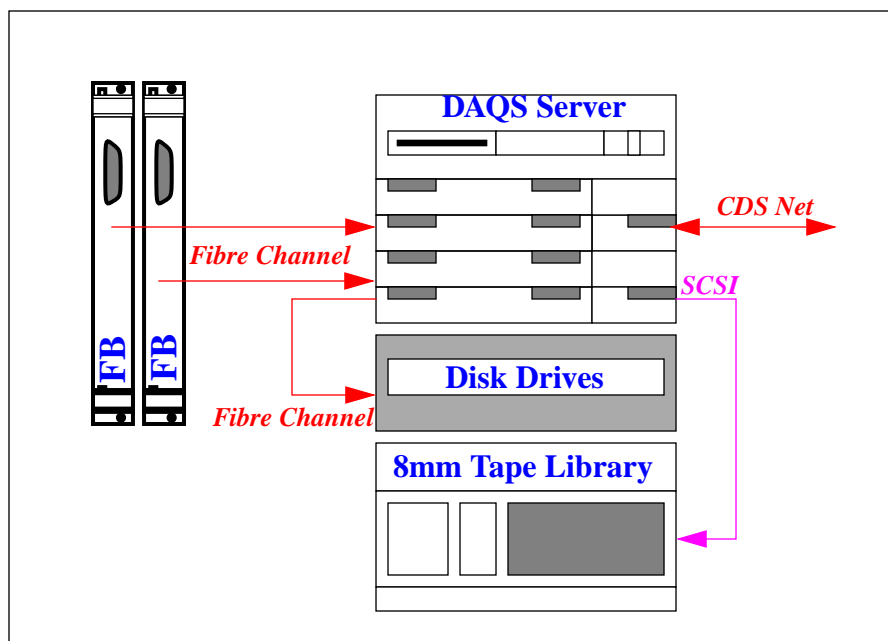 DAQS Server
CDS Net
Fibre Channel
SCSI
FB
FB
Disk Drives
Fibre Channel
8mm Tape Library